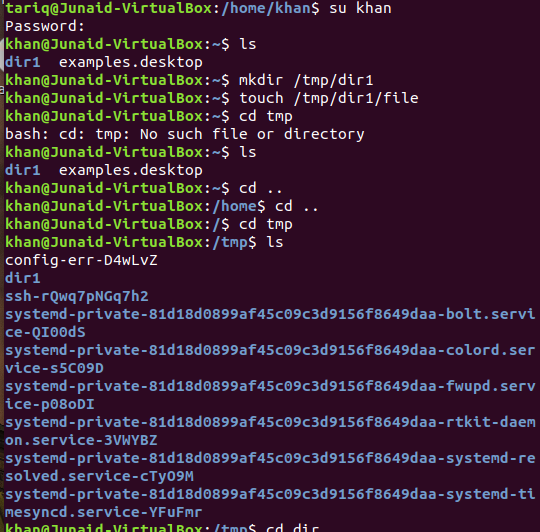 tariq@Junaid-VirtualBox:/home/khan$ su khan
Password:
khan@Junaid-VirtualBox:~$ ls
dir1  examples.desktop
khan@Junaid-VirtualBox:~$ mkdir /tmp/dir1
khan@Junaid-VirtualBox:~$ touch /tmp/dir1/file
khan@Junaid-VirtualBox:~$ cd tmp
bash: cd: tmp: No such file or directory
khan@Junaid-VirtualBox:~$ ls
dir1  examples.desktop
khan@Junaid-VirtualBox:~$ cd ..
khan@Junaid-VirtualBox:/home$ cd ..
khan@Junaid-VirtualBox:/$ cd tmp
khan@Junaid-VirtualBox:/tmp$ ls
config-err-D4wLvZ
dir1
ssh-rQwq7pNGq7h2
systemd-private-81d18d0899af45c09c3d9156f8649daa-bolt.servi
ce-QI00dS
systemd-private-81d18d0899af45c09c3d9156f8649daa-colord.ser
vice-s5C09D
systemd-private-81d18d0899af45c09c3d9156f8649daa-fwupd.serv
ice-p08oDI
systemd-private-81d18d0899af45c09c3d9156f8649daa-rtkit-daem
on.service-3VWYBZ
systemd-private-81d18d0899af45c09c3d9156f8649daa-systemd-re
solved.service-cTyO9M
systemd-private-81d18d0899af45c09c3d9156f8649daa-systemd-ti
mesyncd.service-YFuFmr
khan@Junaid-VirtualBox:/tmp$ cd dir